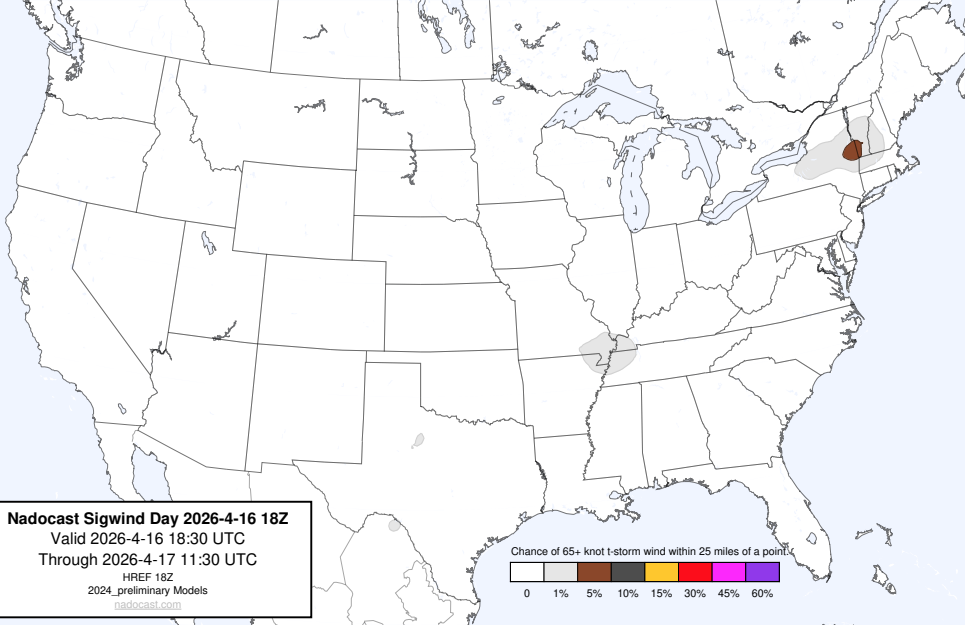 Nadocast Sigwind Day 2026-4-16 18Z
Valid 2026-4-16 18:30 UTC
Through 2026-4-17 11:30 UTC
HREF 18Z
2024_preliminary Models
nadocast.com
Chance of 65+ knot t-storm wind within 25 miles of a point.
0 1% 5% 10% 15% 30% 45% 60%